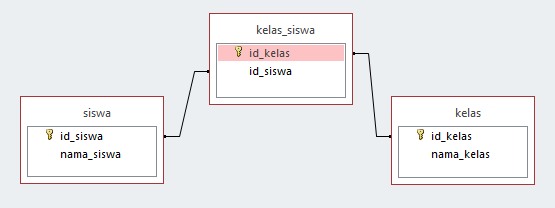 kelas_siswa
id_kelas
id_siswa
siswa
id_siswa
nama_siswa
kelas
id_kelas
nama_kelas